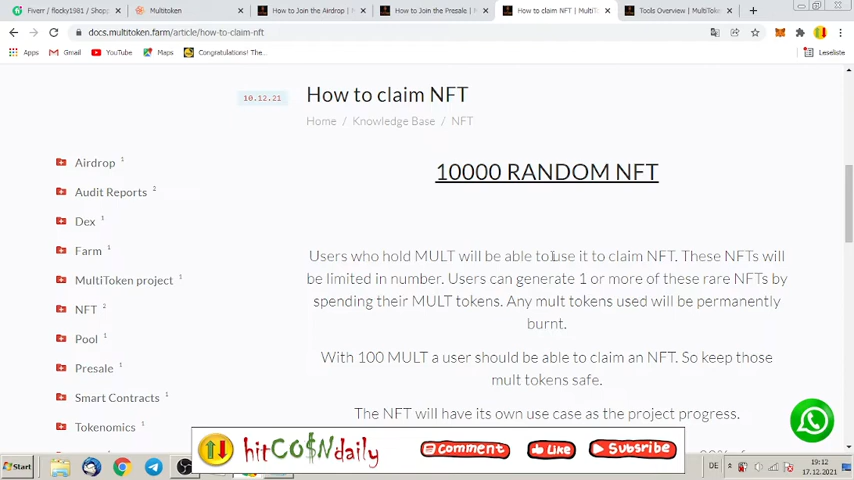 Fiverr / flocky1981 / Shopp
Multitoken
How to Join the Airdrop | M
How to Join the Presale | Mu
How to claim NFT | MultiTo
Tools Overview | MultiToke
docs.multitoken.farm/article/how-to-claim-nft
Apps
Gmail
YouTube
Maps
Congratulations! The...
Leseliste
10.12.21
How to claim NFT
Home / Knowledge Base / NFT
Airdrop 1
Audit Reports 2
Dex 1
Farm 1
MultiToken project 1
NFT 2
Pool 1
Presale 1
Smart Contracts 1
Tokenomics 1
10000 RANDOM NFT
Users who hold MULT will be able to use it to claim NFT. These NFTs will
be limited in number. Users can generate 1 or more of these rare NFTs by
spending their MULT tokens. Any mult tokens used will be permanently
burnt.
With 100 MULT a user should be able to claim an NFT. So keep those
mult tokens safe.
The NFT will have its own use case as the project progress.
hitCO$Ndaily
Comment
Like
Subscribe
Start
DE
19:12
17.12.2021